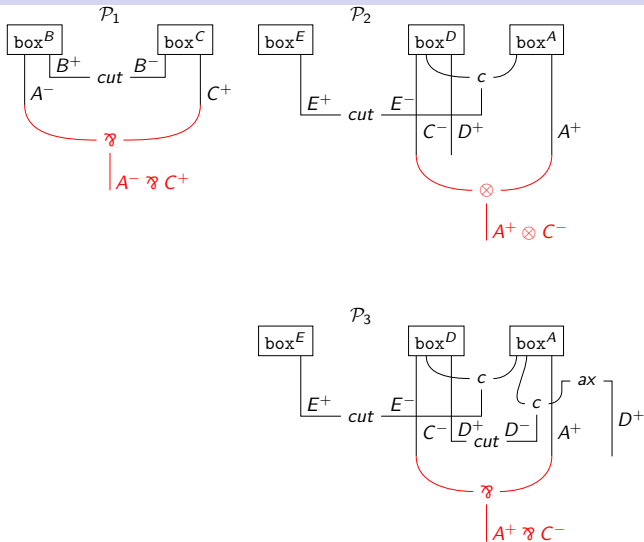 𝒫₁ 𝒫₂
box^B box^C box^E box^D box^A
B⁺ cut B⁻ c
A⁻ C⁺ E⁺ cut E⁻
C⁻ D⁺ A⁺
⅋ ⊗
A⁻ ⅋ C⁺
A⁺ ⊗ C⁻
𝒫₃
box^E box^D box^A
c ax
E⁺ cut E⁻ c
C⁻ D⁺ cut D⁻ A⁺ D⁺
⅋
A⁺ ⅋ C⁻